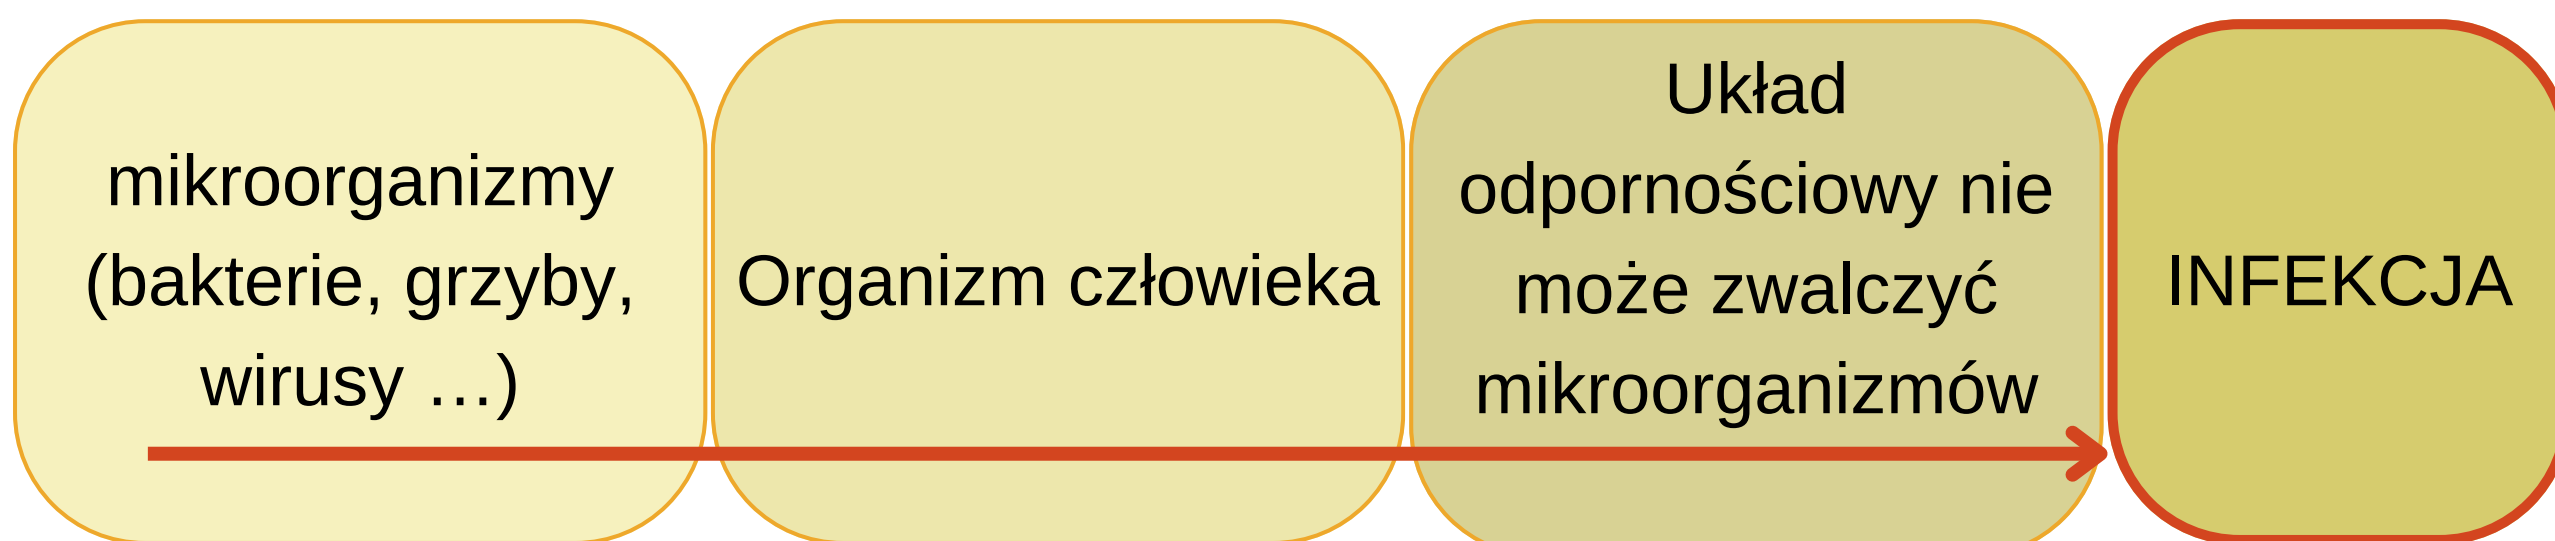 mikroorganizmy
(bakterie, grzyby,
wirusy …)
Organizm człowieka
Układ
odpornościowy nie
może zwalczyć
mikroorganizmów
INFEKCJA